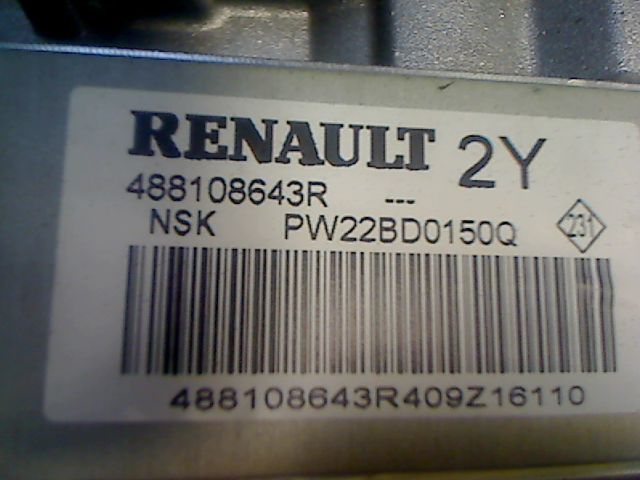 RENAULT 2Y
488108643R ---
NSK PW22BD0150Q 231
488108643R409Z16110